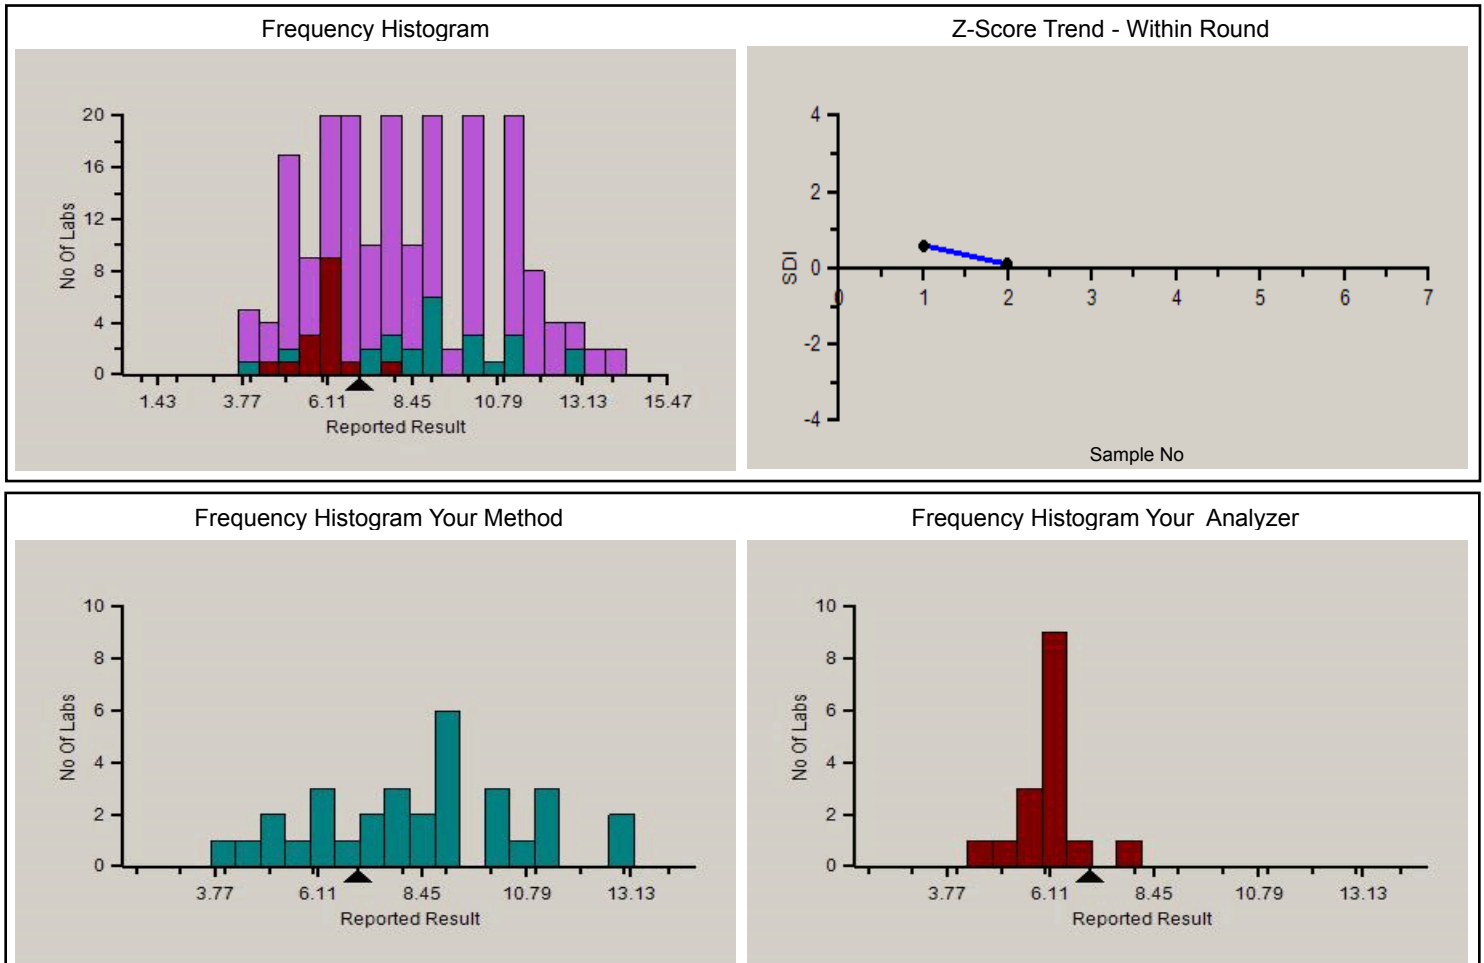 Frequency Histogram
20
16
12
8
4
0
No Of Labs
1.43 3.77 6.11 8.45 10.79 13.13 15.47
Reported Result
Z-Score Trend - Within Round
4
2
0
-2
-4
SDI
0 1 2 3 4 5 6 7
Sample No
Frequency Histogram Your Method
10
8
6
4
2
0
No Of Labs
3.77 6.11 8.45 10.79 13.13
Reported Result
Frequency Histogram Your Analyzer
10
8
6
4
2
0
No Of Labs
3.77 6.11 8.45 10.79 13.13
Reported Result